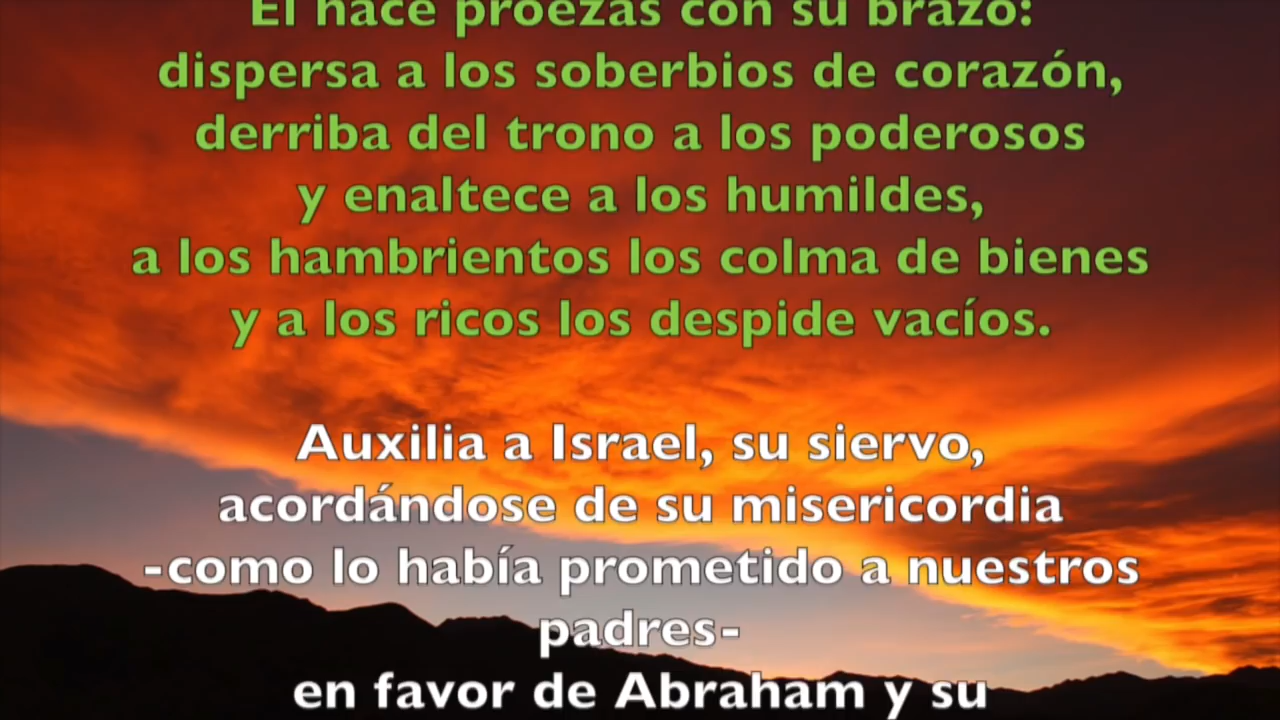 El hace proezas con su brazo:
dispersa a los soberbios de corazón,
derriba del trono a los poderosos
y enaltece a los humildes,
a los hambrientos los colma de bienes
y a los ricos los despide vacíos.
Auxilia a Israel, su siervo,
acordándose de su misericordia
-como lo había prometido a nuestros
padres-
en favor de Abraham y su